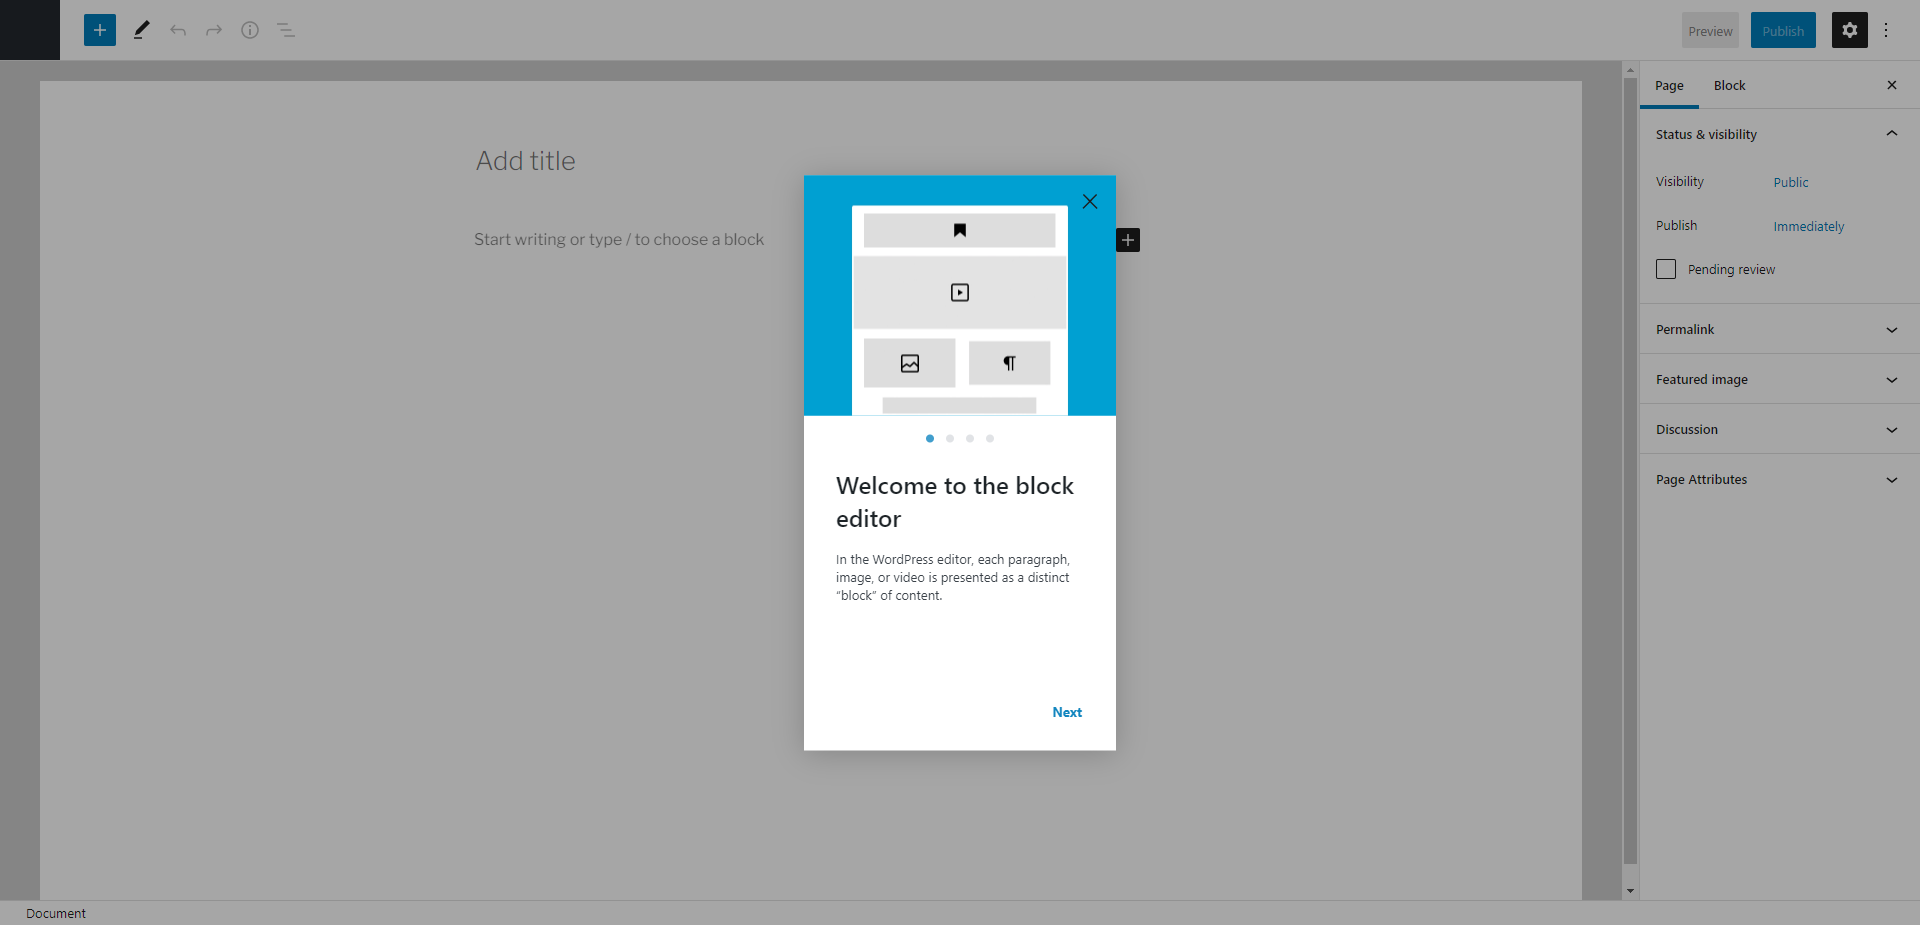 Preview
Publish
Page
Block
Add title
Start writing or type / to choose a block
Status & visibility
Visibility
Public
Publish
Immediately
Pending review
Permalink
Featured image
Discussion
Page Attributes
Welcome to the block
editor
In the WordPress editor, each paragraph,
image, or video is presented as a distinct
“block” of content.
Next
Document